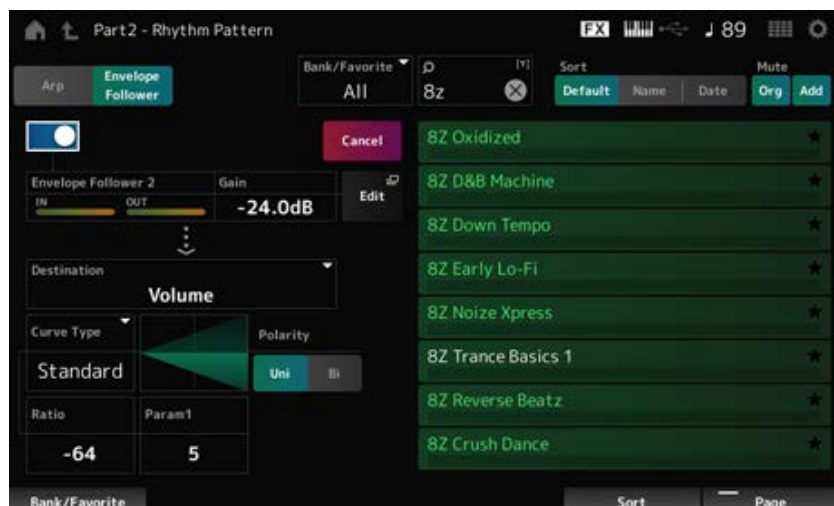 Part2 - Rhythm Pattern
FX
89
Arp
Envelope Follower
Bank/Favorite
All
[Y]
8z
Sort
Default
Name
Date
Mute
Org
Add
Cancel
Envelope Follower 2
IN
OUT
Gain
-24.0dB
Edit
Destination
Volume
Curve Type
Standard
Polarity
Uni
Bi
Ratio
-64
Param1
5
8Z Oxidized
8Z D&B Machine
8Z Down Tempo
8Z Early Lo-Fi
8Z Noize Xpress
8Z Trance Basics 1
8Z Reverse Beatz
8Z Crush Dance
Bank/Favorite
Sort
Page